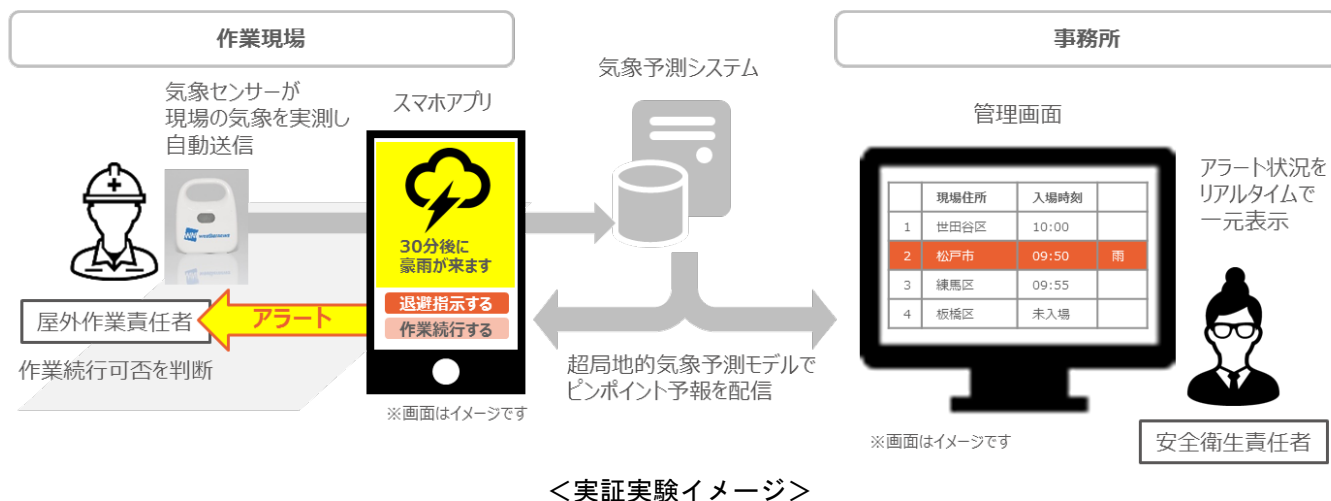 作業現場
気象センサーが
現場の気象を実測し
自動送信
WN weathernews
スマホアプリ
30分後に
豪雨が来ます
退避指示する
作業続行する
※画面はイメージです
アラート
屋外作業責任者
作業続行可否を判断
気象予測システム
超局地的気象予測モデルで
ピンポイント予報を配信
事務所
管理画面
現場住所 入場時刻
1 世田谷区 10:00
2 松戸市 09:50 雨
3 練馬区 09:55
4 板橋区 未入場
※画面はイメージです
アラート状況を
リアルタイムで
一元表示
安全衛生責任者
＜実証実験イメージ＞